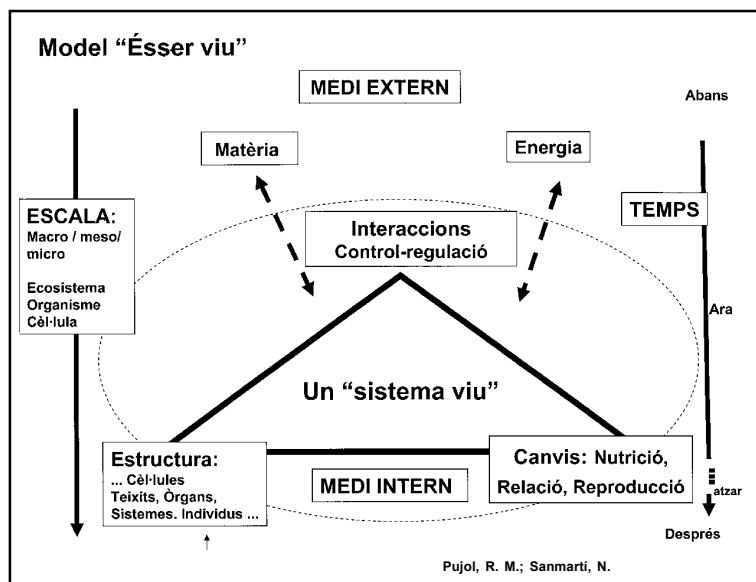 Model “Ésser viu”
MEDI EXTERN
Abans
Matèria
Energia
ESCALA:
Macro / meso/
micro
Ecosistema
Organisme
Cèl·lula
TEMPS
Interaccions
Control-regulació
Ara
Un “sistema viu”
Estructura:
... Cèl·lules
Teixits, Òrgans,
Sistemes. Individus ...
MEDI INTERN
Canvis: Nutrició,
Relació, Reproducció
atzar
Després
Pujol, R. M.; Sanmartí, N.